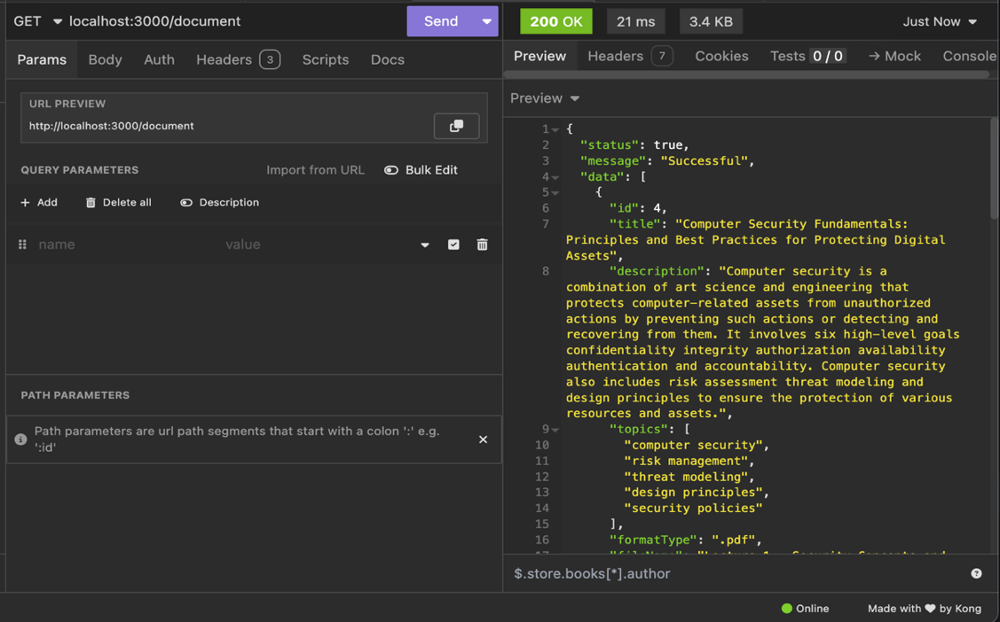 GET localhost:3000/document Send
200 OK 21 ms 3.4 KB Just Now
Params Body Auth Headers 3 Scripts Docs
Preview Headers 7 Cookies Tests 0 / 0 → Mock Console
URL PREVIEW
http://localhost:3000/document
QUERY PARAMETERS Import from URL Bulk Edit
+ Add Delete all Description
name value
PATH PARAMETERS
Path parameters are url path segments that start with a colon ':' e.g.
':id'
Preview
1 {
2 "status": true,
3 "message": "Successful",
4 "data": [
5 {
6 "id": 4,
7 "title": "Computer Security Fundamentals:
Principles and Best Practices for Protecting Digital
Assets",
8 "description": "Computer security is a
combination of art science and engineering that
protects computer-related assets from unauthorized
actions by preventing such actions or detecting and
recovering from them. It involves six high-level goals
confidentiality integrity authorization availability
authentication and accountability. Computer security
also includes risk assessment threat modeling and
design principles to ensure the protection of various
resources and assets.",
9 "topics": [
10 "computer security",
11 "risk management",
12 "threat modeling",
13 "design principles",
14 "security policies"
15 ],
16 "formatType": ".pdf",
$.store.books[*].author
Online Made with ♥ by Kong